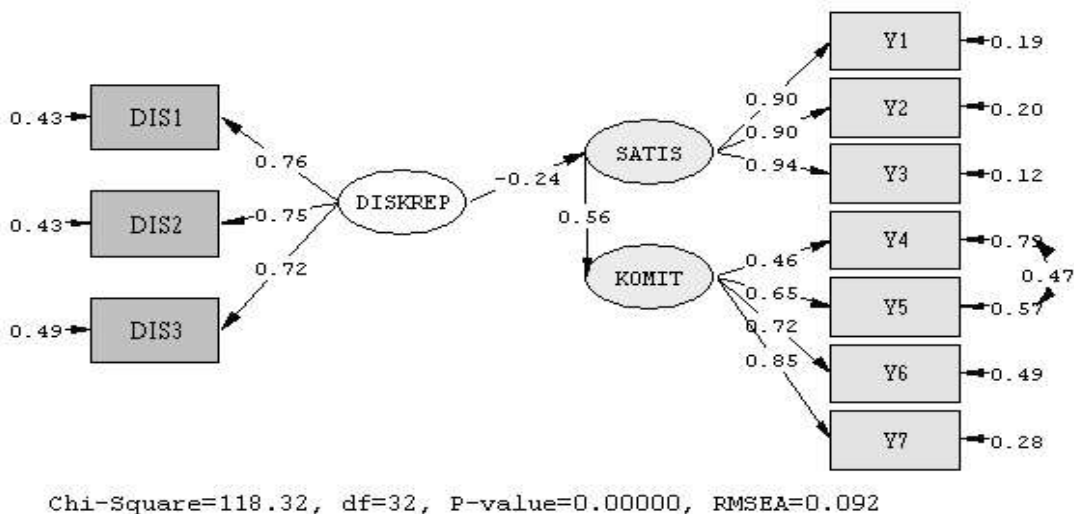 Y1
0.19
0.90
Y2
0.20
0.90
Y3
0.12
0.94
0.43
DIS1
0.76
SATIS
-0.24
DISKREP
0.43
DIS2
0.75
0.56
0.72
KOMIT
0.49
DIS3
0.46
Y4
0.79
0.47
0.65
Y5
0.57
0.72
Y6
0.49
0.85
Y7
0.28
Chi-Square=118.32, df=32, P-value=0.00000, RMSEA=0.092